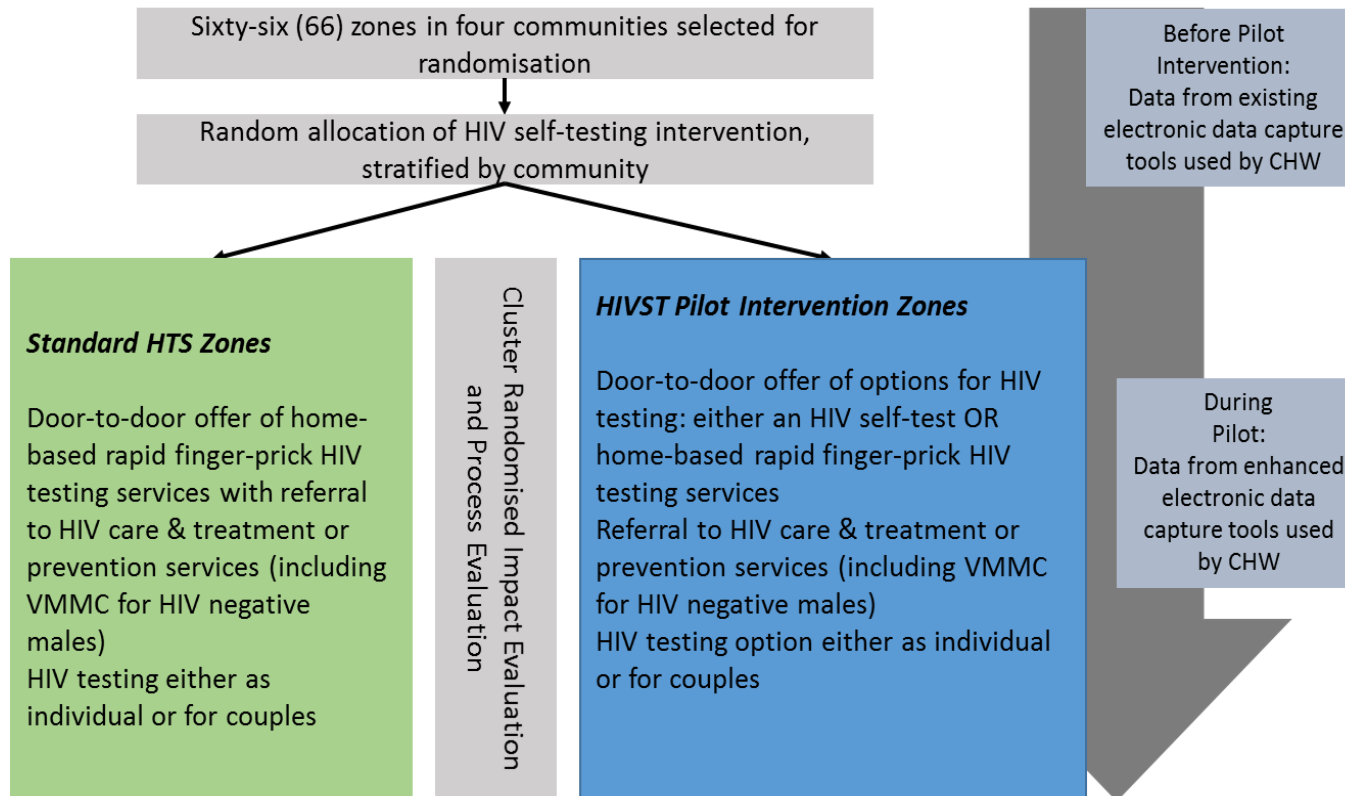 Sixty-six (66) zones in four communities selected for
randomisation
Random allocation of HIV self-testing intervention,
stratified by community
Standard HTS Zones
Door-to-door offer of home-
based rapid finger-prick HIV
testing services with referral
to HIV care & treatment or
prevention services (including
VMMC for HIV negative
males)
HIV testing either as
individual or for couples
Cluster Randomised Impact Evaluation
and Process Evaluation
HIVST Pilot Intervention Zones
Door-to-door offer of options for HIV
testing: either an HIV self-test OR
home-based rapid finger-prick HIV
testing services
Referral to HIV care & treatment or
prevention services (including VMMC
for HIV negative males)
HIV testing option either as individual
or for couples
Before Pilot
Intervention:
Data from existing
electronic data capture
tools used by CHW
During
Pilot:
Data from enhanced
electronic data
capture tools used
by CHW